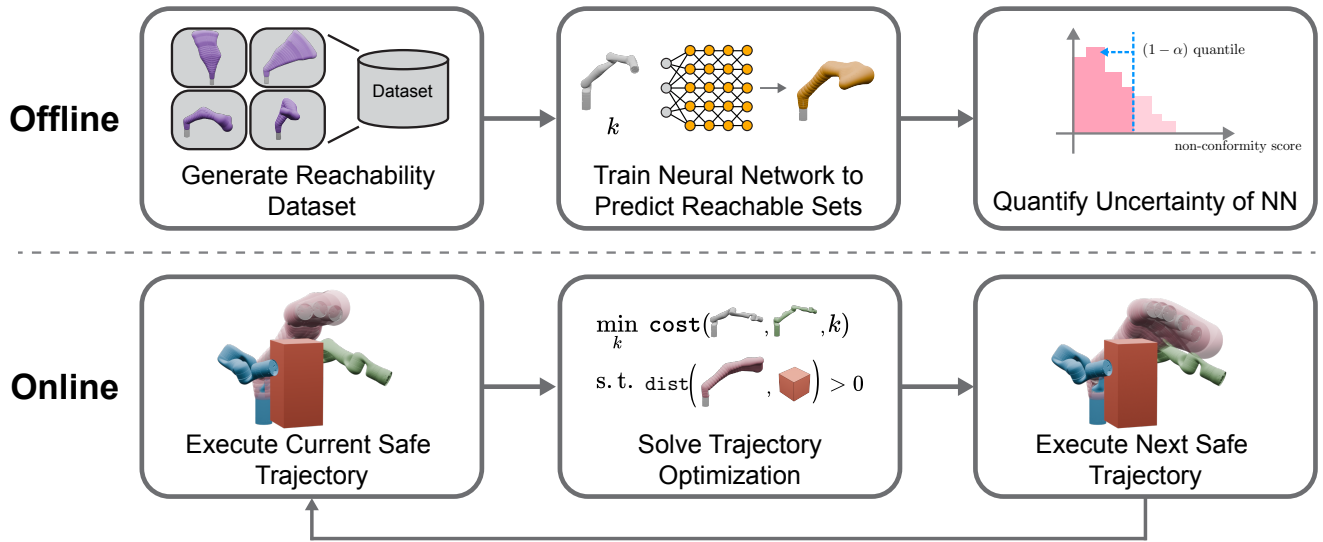 Offline
Dataset
Generate Reachability
Dataset
k
Train Neural Network to
Predict Reachable Sets
(1 − α) quantile
non-conformity score
Quantify Uncertainty of NN
Online
Execute Current Safe
Trajectory
min cost( , , k)
k
s. t. dist( , ) > 0
Solve Trajectory
Optimization
Execute Next Safe
Trajectory